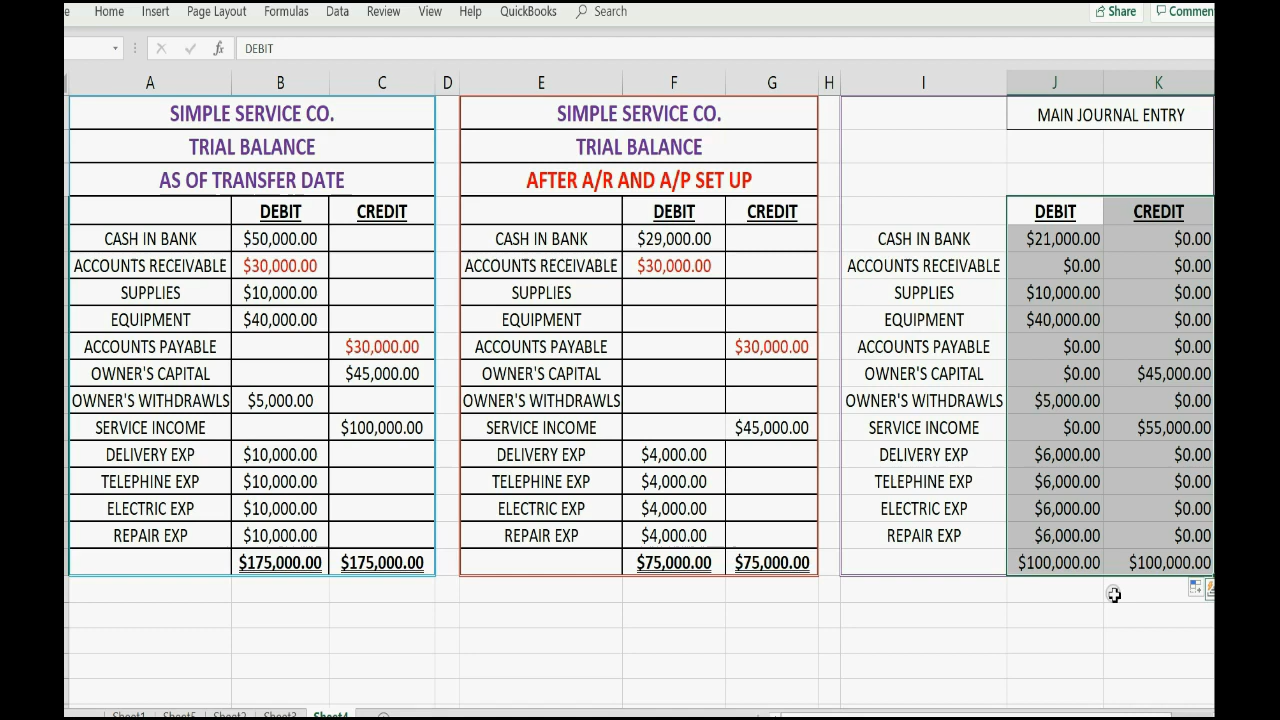 e Home Insert Page Layout Formulas Data Review View Help QuickBooks Search Share Commen
fx DEBIT
A B C D E F G H I J K
SIMPLE SERVICE CO. SIMPLE SERVICE CO. MAIN JOURNAL ENTRY
TRIAL BALANCE TRIAL BALANCE
AS OF TRANSFER DATE AFTER A/R AND A/P SET UP
DEBIT CREDIT DEBIT CREDIT DEBIT CREDIT
CASH IN BANK $50,000.00 CASH IN BANK $29,000.00 CASH IN BANK $21,000.00 $0.00
ACCOUNTS RECEIVABLE $30,000.00 ACCOUNTS RECEIVABLE $30,000.00 ACCOUNTS RECEIVABLE $0.00 $0.00
SUPPLIES $10,000.00 SUPPLIES SUPPLIES $10,000.00 $0.00
EQUIPMENT $40,000.00 EQUIPMENT EQUIPMENT $40,000.00 $0.00
ACCOUNTS PAYABLE $30,000.00 ACCOUNTS PAYABLE $30,000.00 ACCOUNTS PAYABLE $0.00 $0.00
OWNER'S CAPITAL $45,000.00 OWNER'S CAPITAL OWNER'S CAPITAL $0.00 $45,000.00
OWNER'S WITHDRAWLS $5,000.00 OWNER'S WITHDRAWLS OWNER'S WITHDRAWLS $5,000.00 $0.00
SERVICE INCOME $100,000.00 SERVICE INCOME $45,000.00 SERVICE INCOME $0.00 $55,000.00
DELIVERY EXP $10,000.00 DELIVERY EXP $4,000.00 DELIVERY EXP $6,000.00 $0.00
TELEPHINE EXP $10,000.00 TELEPHINE EXP $4,000.00 TELEPHINE EXP $6,000.00 $0.00
ELECTRIC EXP $10,000.00 ELECTRIC EXP $4,000.00 ELECTRIC EXP $6,000.00 $0.00
REPAIR EXP $10,000.00 REPAIR EXP $4,000.00 REPAIR EXP $6,000.00 $0.00
$175,000.00 $175,000.00 $75,000.00 $75,000.00 $100,000.00 $100,000.00
Sheet1 Sheet5 Sheet2 Sheet3 Sheet4